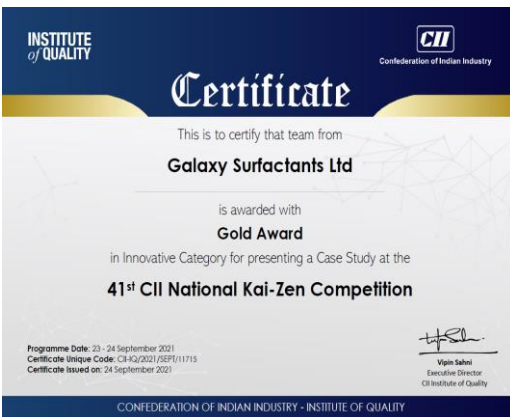 INSTITUTE
of QUALITY
CII
Confederation of Indian Industry
Certificate
This is to certify that team from
Galaxy Surfactants Ltd
is awarded with
Gold Award
in Innovative Category for presenting a Case Study at the
41st CII National Kai-Zen Competition
Programme Date: 23 - 24 September 2021
Certificate Unique Code: CII-IQ/2021/SEPT/11715
Certificate Issued on: 24 September 2021
Vipin Sahni
Executive Director
CII Institute of Quality
CONFEDERATION OF INDIAN INDUSTRY - INSTITUTE OF QUALITY